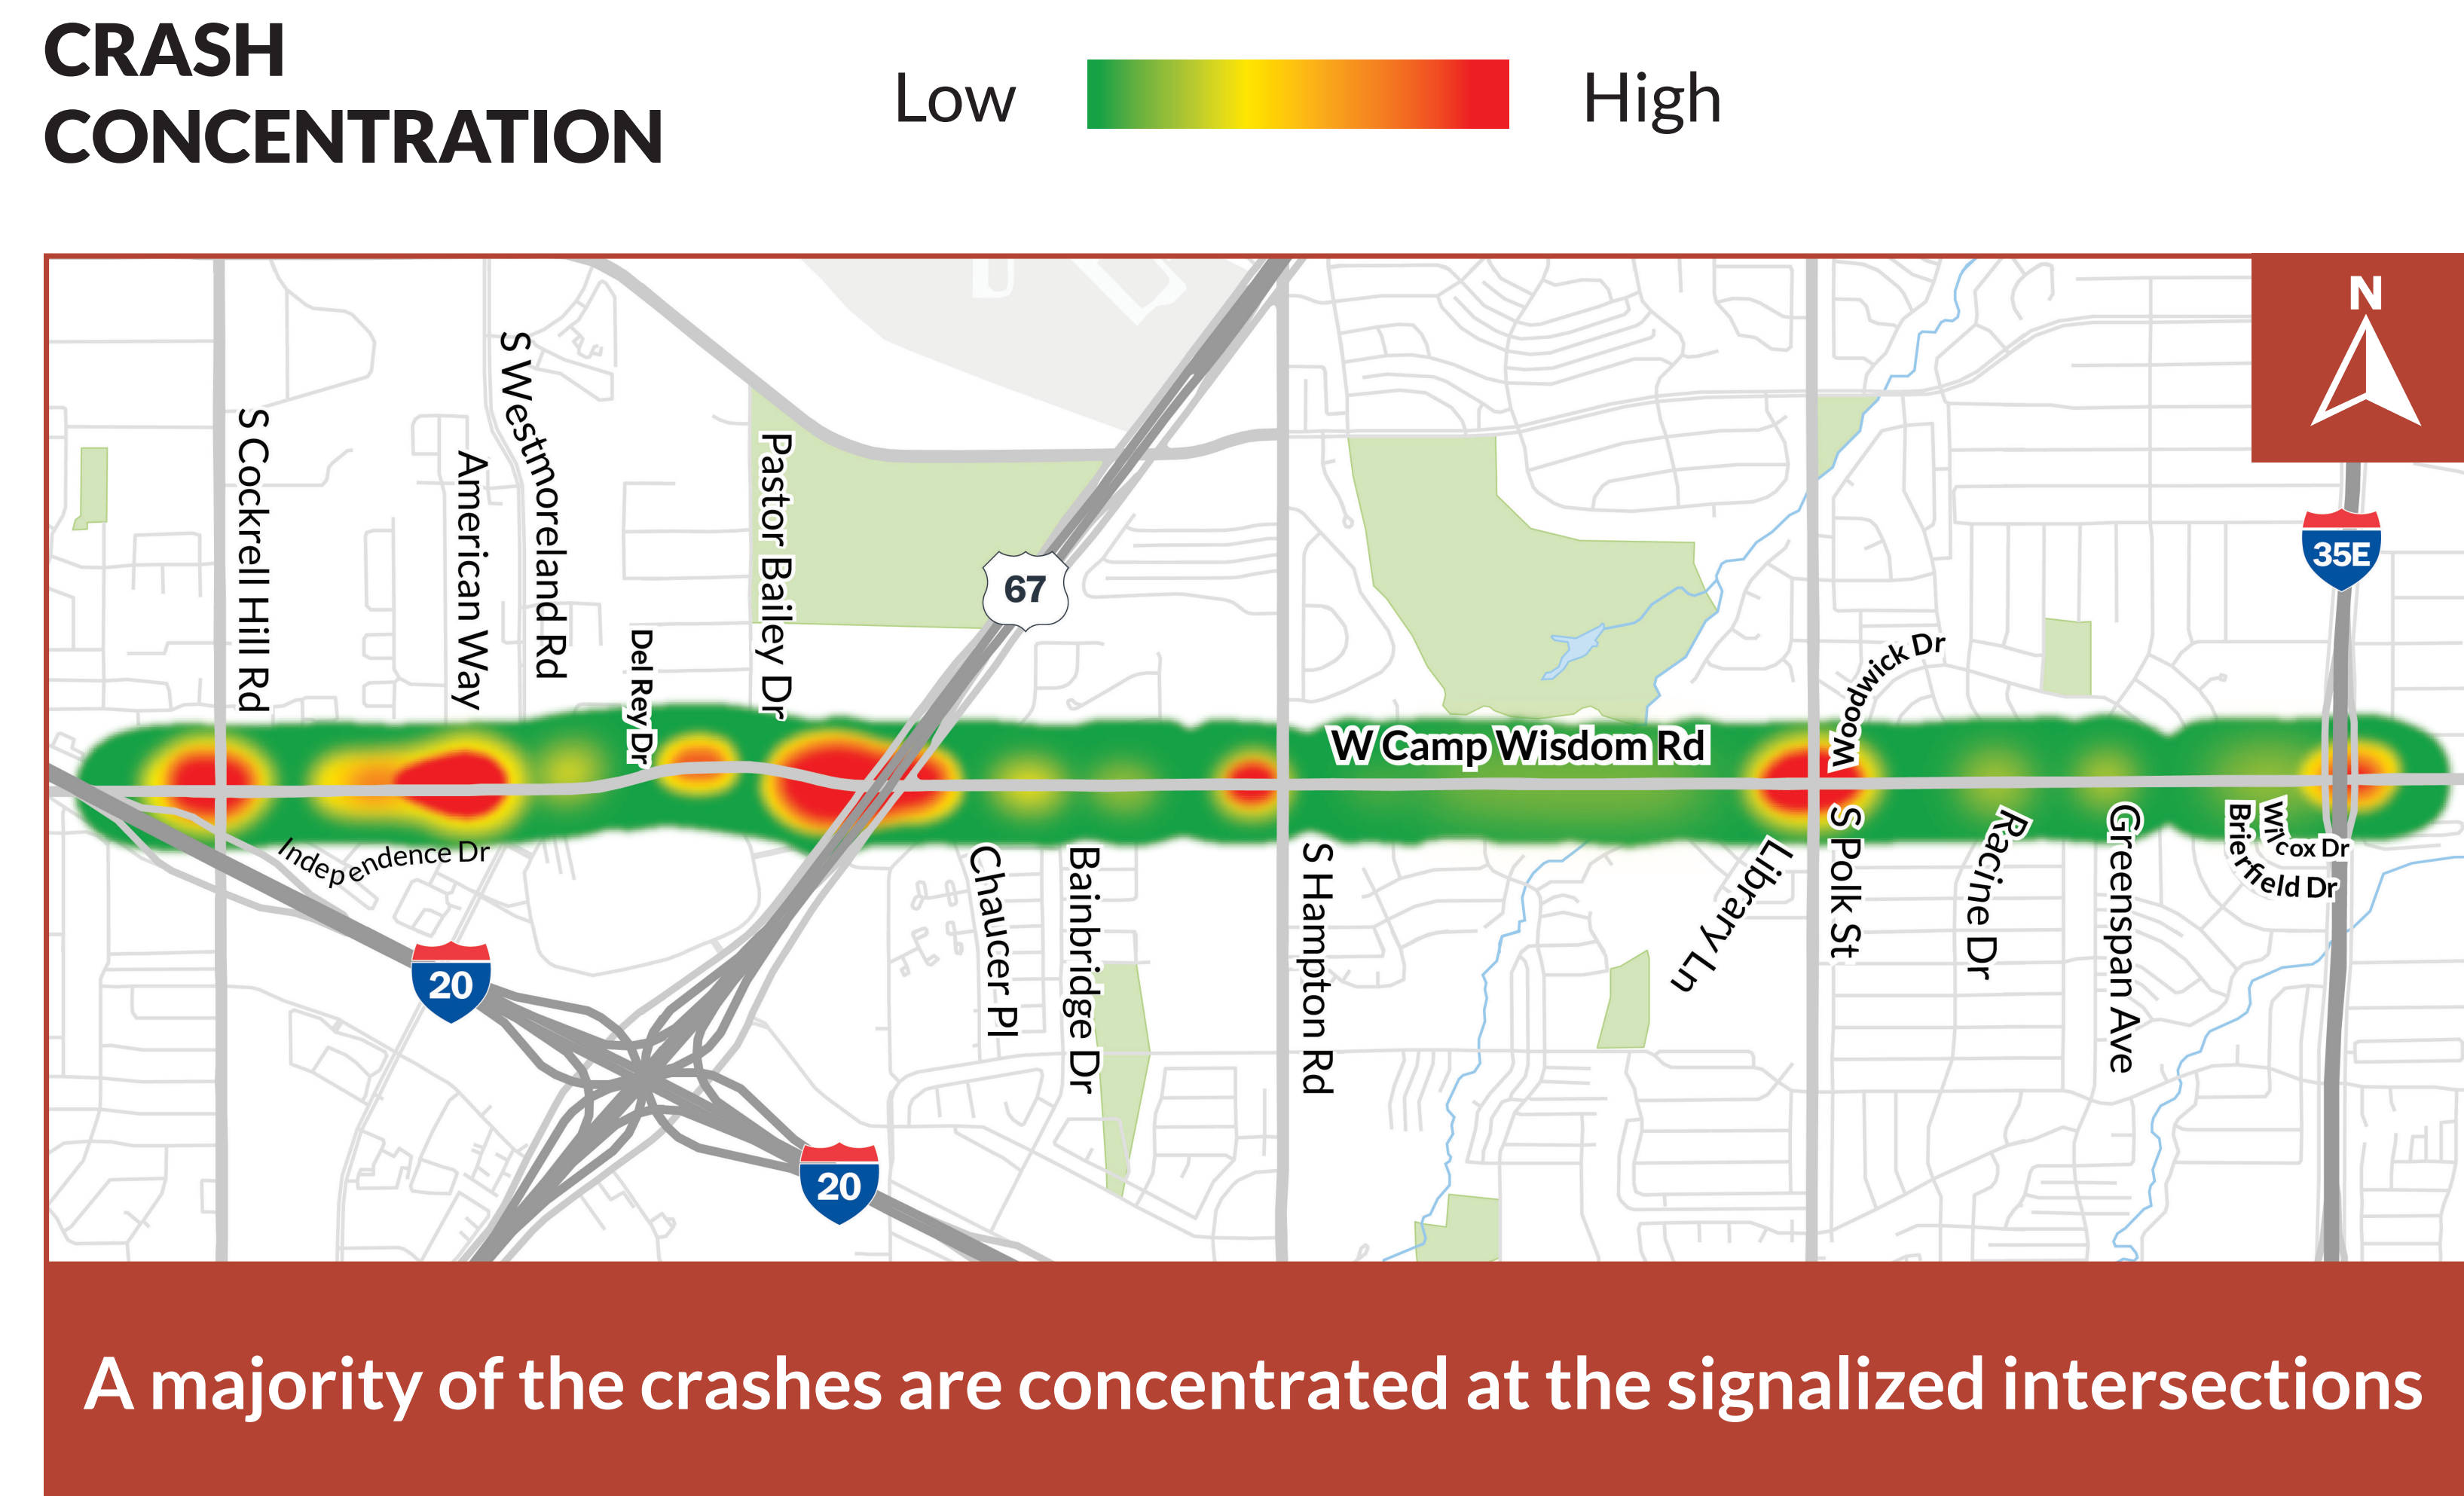 CRASH
CONCENTRATION
Low
High
N
S Cockrell Hill Rd
American Way
S Westmoreland Rd
Del Rey Dr
Pastor Bailey Dr
67
35E
W Camp Wisdom Rd
Woodwick Dr
Independence Dr
Chaucer Pl
Bainbridge Dr
S Hampton Rd
Library Ln
S Polk St
Racine Dr
Greenspan Ave
Wilcox Dr
Brierfield Dr
20
20
A majority of the crashes are concentrated at the signalized intersections